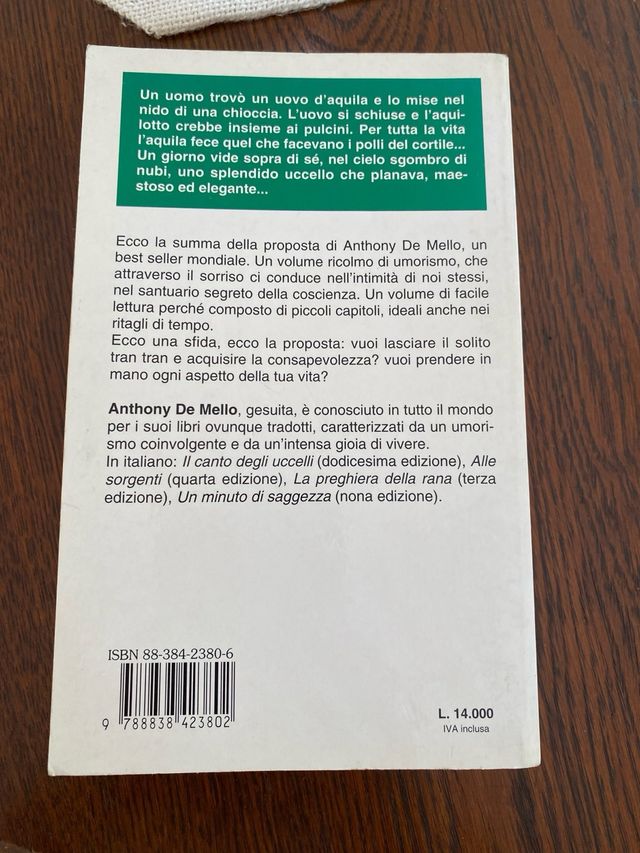 Un uomo trovò un uovo d'aquila e lo mise nel
nido di una chioccia. L'uovo si schiuse e l'aqui-
lotto crebbe insieme ai pulcini. Per tutta la vita
l'aquila fece quel che facevano i polli del cortile...
Un giorno vide sopra di sé, nel cielo sgombro di
nubi, uno splendido uccello che planava, mae-
stoso ed elegante...
Ecco la summa della proposta di Anthony De Mello, un
best seller mondiale. Un volume ricolmo di umorismo, che
attraverso il sorriso ci conduce nell'intimità di noi stessi,
nel santuario segreto della coscienza. Un volume di facile
lettura perché composto di piccoli capitoli, ideali anche nei
ritagli di tempo.
Ecco una sfida, ecco la proposta: vuoi lasciare il solito
tran tran e acquisire la consapevolezza? vuoi prendere in
mano ogni aspetto della tua vita?
Anthony De Mello, gesuita, è conosciuto in tutto il mondo
per i suoi libri ovunque tradotti, caratterizzati da un umori-
smo coinvolgente e da un'intensa gioia di vivere.
In italiano: Il canto degli uccelli (dodicesima edizione), Alle
sorgenti (quarta edizione), La preghiera della rana (terza
edizione), Un minuto di saggezza (nona edizione).
ISBN 88-384-2380-6
9 788838 423802
L. 14.000
IVA inclusa